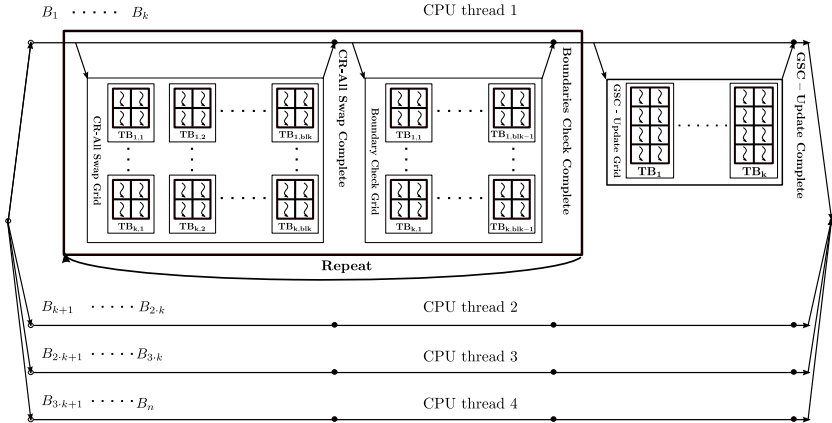 B₁ · · · · · Bₖ
CPU thread 1
CR-All Swap Grid
TB₁,₁
TB₁,₂
TB₁,blk
TBk,₁
TBk,₂
TBk,blk
CR-All Swap Complete
Boundary Check Grid
TB₁,₁
TB₁,blk−1
TBk,₁
TBk,blk−1
Boundaries Check Complete
GSC - Update Grid
TB₁
TBk
GSC – Update Complete
Repeat
Bₖ₊₁ · · · · · B₂·ₖ
CPU thread 2
B₂·ₖ₊₁ · · · · · B₃·ₖ
CPU thread 3
B₃·ₖ₊₁ · · · · · Bₙ
CPU thread 4